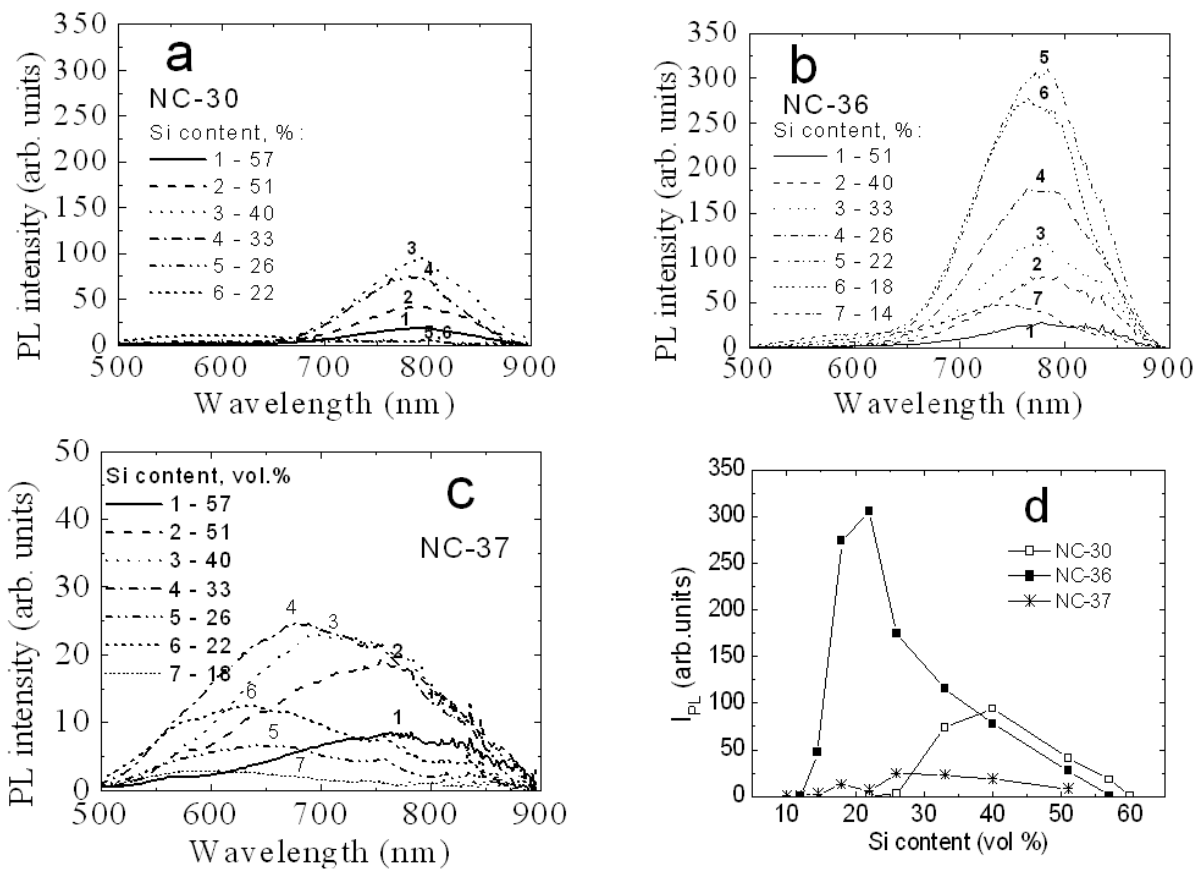 a
NC-30
Si content, % :
1 - 57
2 - 51
3 - 40
4 - 33
5 - 26
6 - 22
350
300
250
200
150
100
50
0
PL intensity (arb. units)
3
4
2
1
5,6
500 600 700 800 900
Wavelength (nm)
b
NC-36
Si content, % :
1 - 51
2 - 40
3 - 33
4 - 26
5 - 22
6 - 18
7 - 14
350
300
250
200
150
100
50
0
PL intensity (arb. units)
5
6
4
3
2
7
1
500 600 700 800 900
Wavelength (nm)
c
NC-37
Si content, vol.%
1 - 57
2 - 51
3 - 40
4 - 33
5 - 26
6 - 22
7 - 18
50
40
30
20
10
0
PL intensity (arb. units)
4
3
2
6
1
5
7
500 600 700 800 900
Wavelength (nm)
d
NC-30
NC-36
NC-37
350
300
250
200
150
100
50
0
I PL (arb.units)
10 20 30 40 50 60
Si content (vol %)